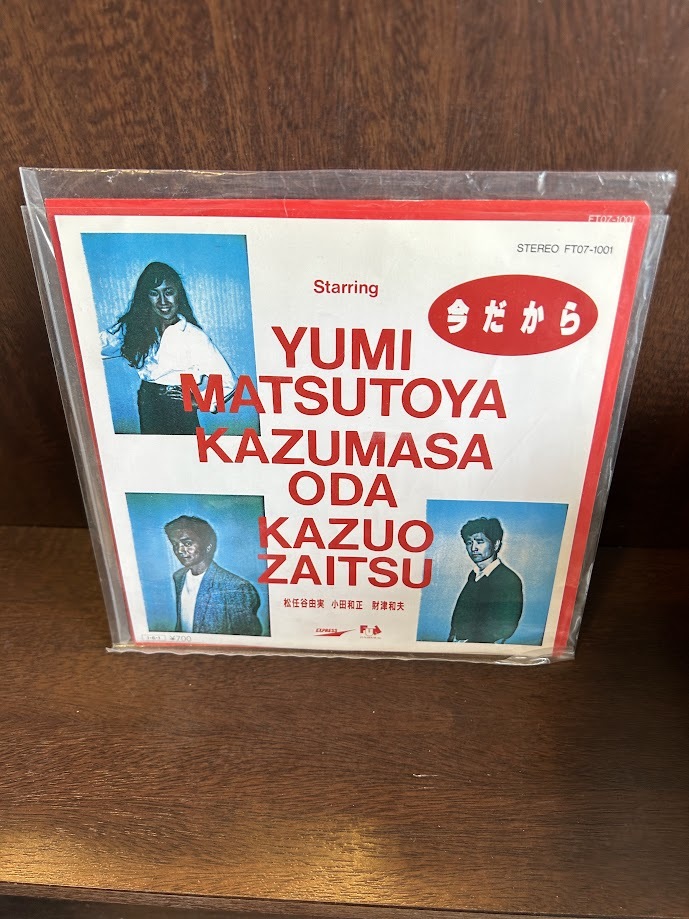 FT07-1001
STEREO FT07-1001
Starring
今だから
YUMI
MATSUTOYA
KAZUMASA
ODA
KAZUO
ZAITSU
松任谷由実 小田和正 財津和夫
EXPRESS
¥700